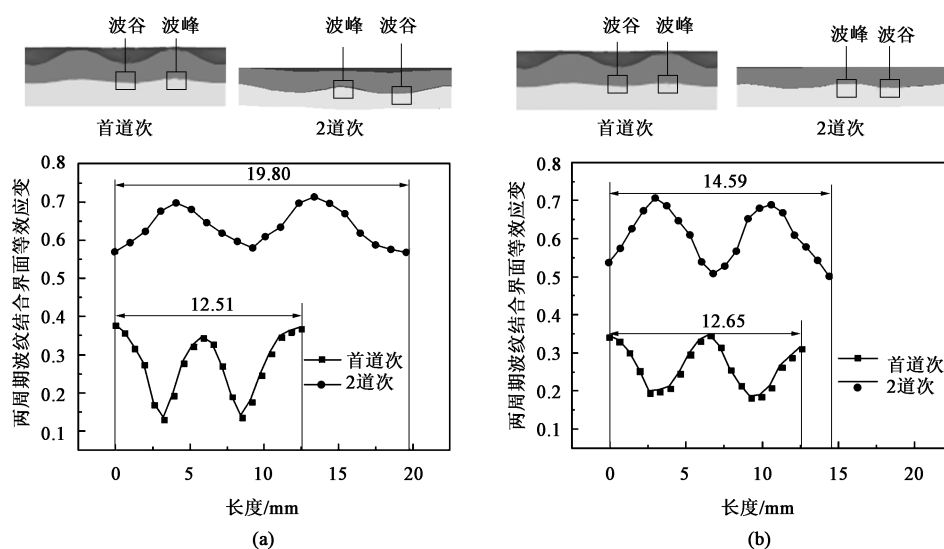 波谷 波峰
波峰 波谷
首道次
2道次
0.8
0.7
0.6
0.5
0.4
0.3
0.2
0.1
两周期波纹结合界面等效应变
19.80
12.51
首道次
2道次
0 5 10 15 20
长度/mm
(a)
波谷 波峰
波峰 波谷
首道次
2道次
0.8
0.7
0.6
0.5
0.4
0.3
0.2
0.1
两周期波纹结合界面等效应变
14.59
12.65
首道次
2道次
0 5 10 15 20
长度/mm
(b)